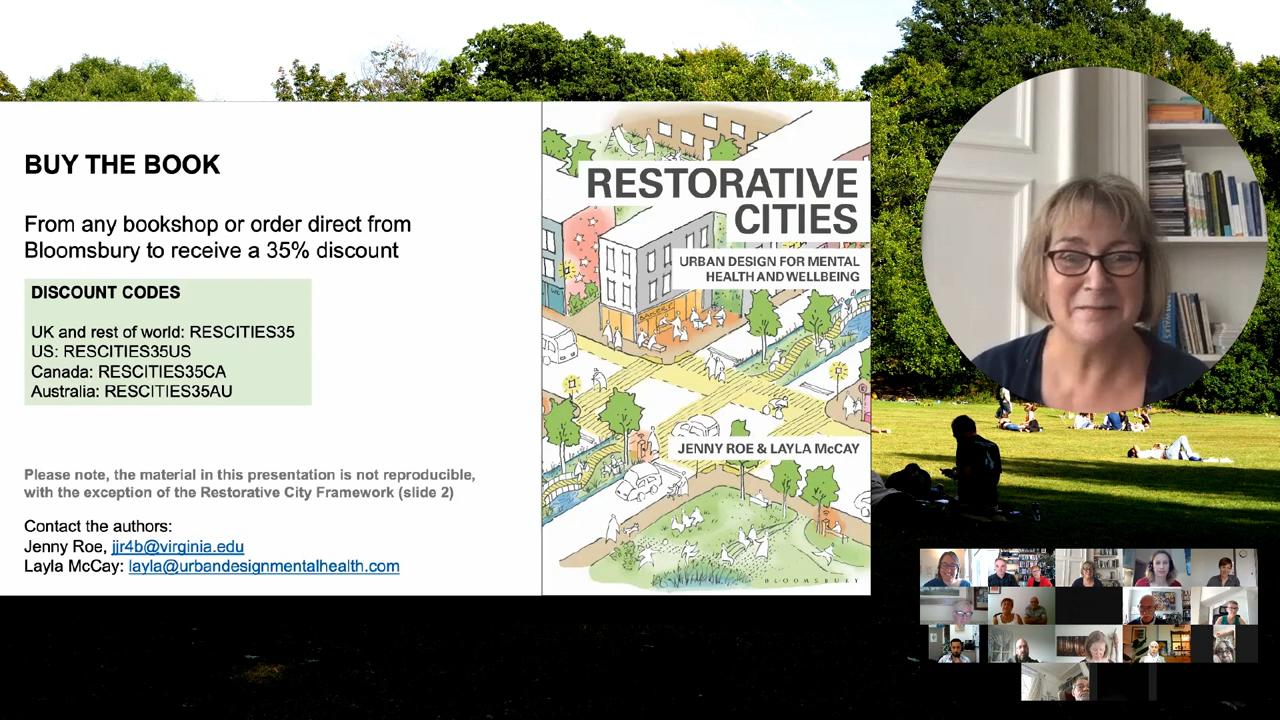 BUY THE BOOK
From any bookshop or order direct from
Bloomsbury to receive a 35% discount
DISCOUNT CODES
UK and rest of world: RESCITIES35
US: RESCITIES35US
Canada: RESCITIES35CA
Australia: RESCITIES35AU
Please note, the material in this presentation is not reproducible,
with the exception of the Restorative City Framework (slide 2)
Contact the authors:
Jenny Roe, jjr4b@virginia.edu
Layla McCay: layla@urbandesignmentalhealth.com
RESTORATIVE
CITIES
URBAN DESIGN FOR MENTAL
HEALTH AND WELLBEING
JENNY ROE & LAYLA McCAY
BLOOMSBURY